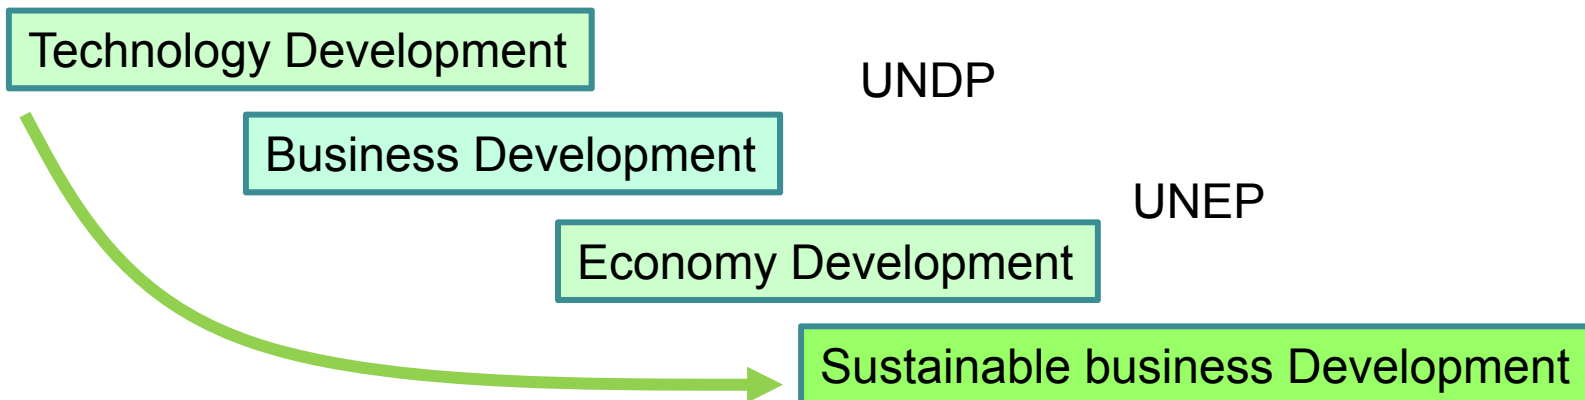 Technology Development
UNDP
Business Development
UNEP
Economy Development
Sustainable business Development